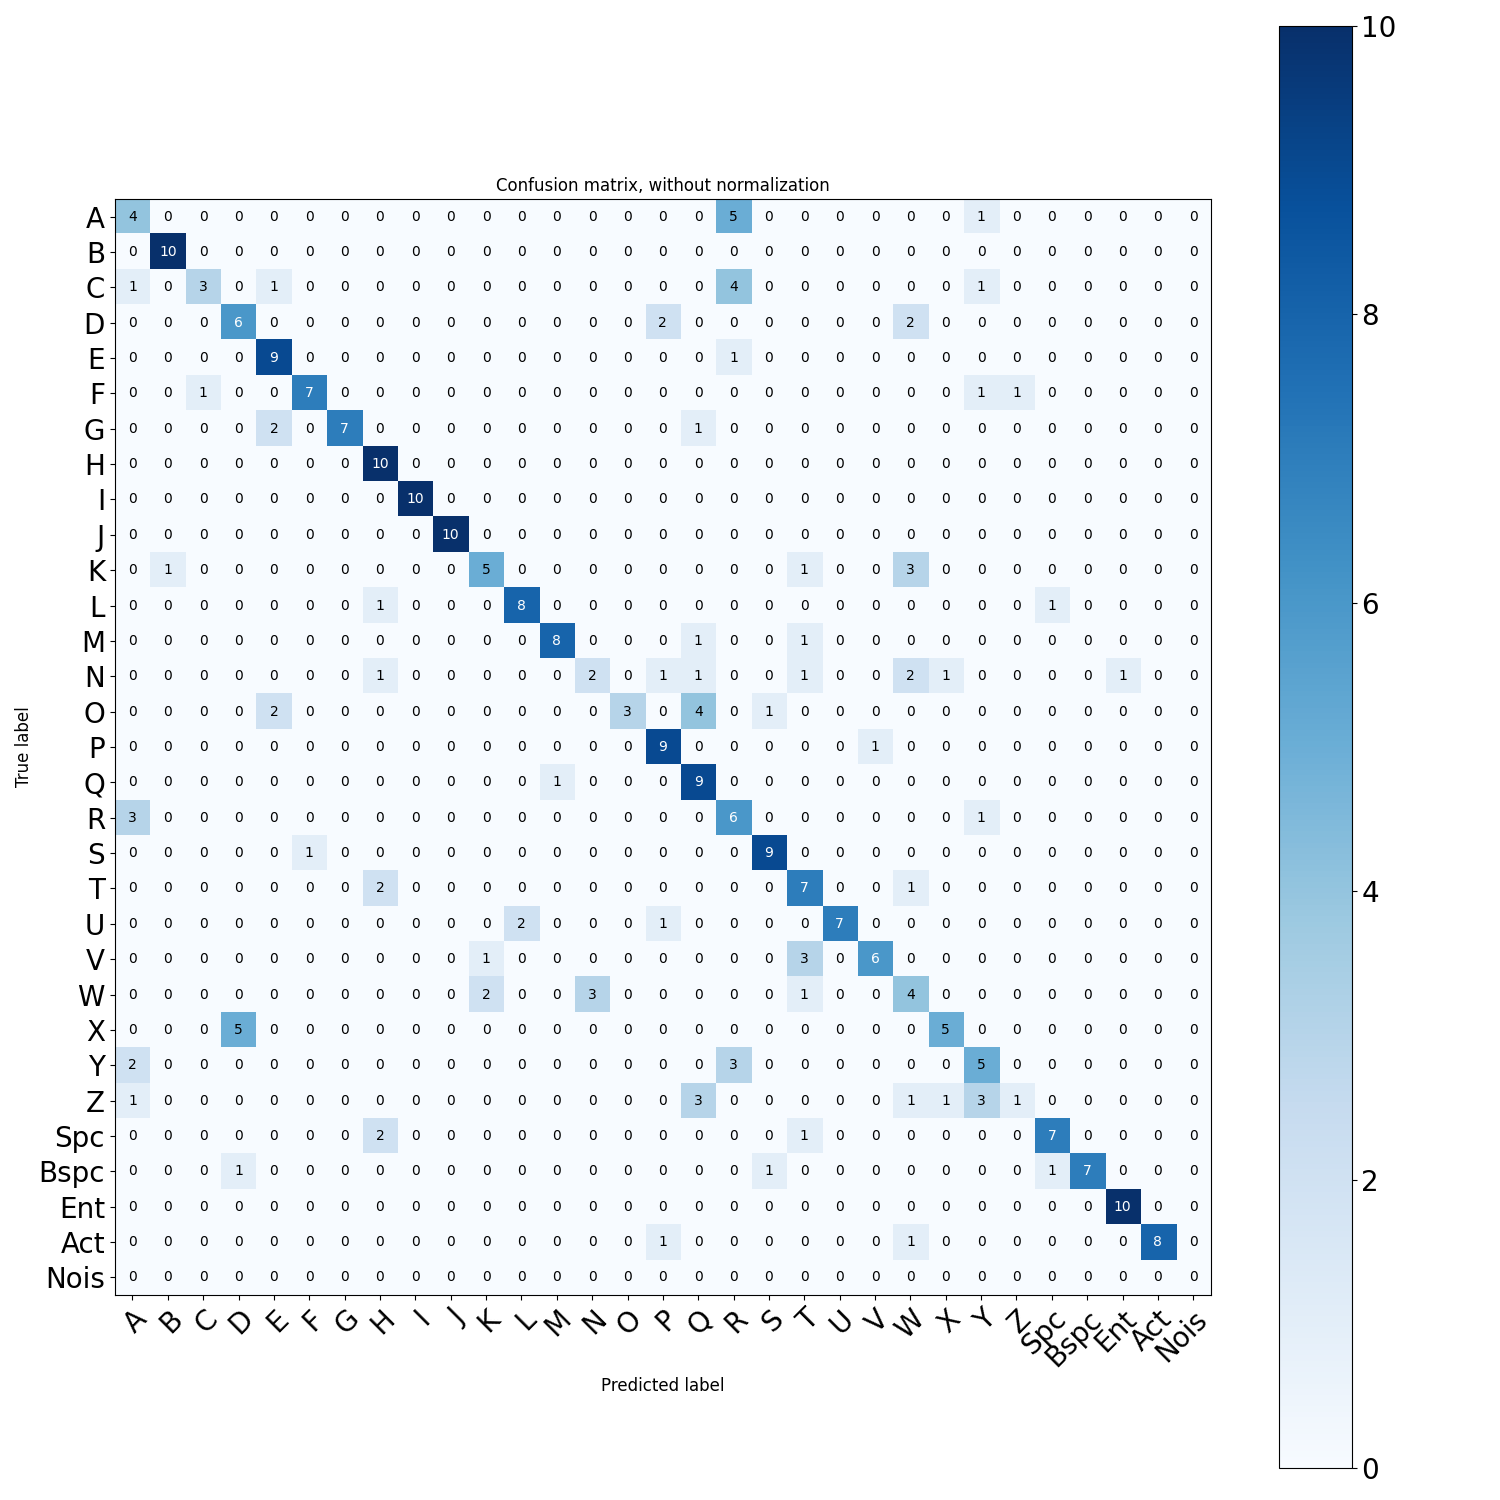 Confusion matrix, without normalization
A 4 0 0 0 0 0 0 0 0 0 0 0 0 0 0 0 0 5 0 0 0 0 0 0 1 0 0 0 0 0 0
B 0 10 0 0 0 0 0 0 0 0 0 0 0 0 0 0 0 0 0 0 0 0 0 0 0 0 0 0 0 0 0
C 1 0 3 0 1 0 0 0 0 0 0 0 0 0 0 0 0 4 0 0 0 0 0 0 1 0 0 0 0 0 0
D 0 0 0 6 0 0 0 0 0 0 0 0 0 0 0 2 0 0 0 0 0 0 2 0 0 0 0 0 0 0 0
E 0 0 0 0 9 0 0 0 0 0 0 0 0 0 0 0 0 1 0 0 0 0 0 0 0 0 0 0 0 0 0
F 0 0 1 0 0 7 0 0 0 0 0 0 0 0 0 0 0 0 0 0 0 0 0 0 1 1 0 0 0 0 0
G 0 0 0 0 2 0 7 0 0 0 0 0 0 0 0 0 1 0 0 0 0 0 0 0 0 0 0 0 0 0 0
H 0 0 0 0 0 0 0 10 0 0 0 0 0 0 0 0 0 0 0 0 0 0 0 0 0 0 0 0 0 0 0
I 0 0 0 0 0 0 0 0 10 0 0 0 0 0 0 0 0 0 0 0 0 0 0 0 0 0 0 0 0 0 0
J 0 0 0 0 0 0 0 0 0 10 0 0 0 0 0 0 0 0 0 0 0 0 0 0 0 0 0 0 0 0 0
K 0 1 0 0 0 0 0 0 0 0 5 0 0 0 0 0 0 0 0 1 0 0 3 0 0 0 0 0 0 0 0
L 0 0 0 0 0 0 0 1 0 0 0 8 0 0 0 0 0 0 0 0 0 0 0 0 0 0 1 0 0 0 0
M 0 0 0 0 0 0 0 0 0 0 0 0 8 0 0 0 1 0 0 1 0 0 0 0 0 0 0 0 0 0 0
N 0 0 0 0 0 0 0 1 0 0 0 0 0 2 0 1 1 0 0 1 0 0 2 1 0 0 0 0 1 0 0
O 0 0 0 0 2 0 0 0 0 0 0 0 0 0 3 0 4 0 1 0 0 0 0 0 0 0 0 0 0 0 0
P 0 0 0 0 0 0 0 0 0 0 0 0 0 0 0 9 0 0 0 0 0 1 0 0 0 0 0 0 0 0 0
Q 0 0 0 0 0 0 0 0 0 0 0 0 1 0 0 0 9 0 0 0 0 0 0 0 0 0 0 0 0 0 0
R 3 0 0 0 0 0 0 0 0 0 0 0 0 0 0 0 0 6 0 0 0 0 0 0 1 0 0 0 0 0 0
S 0 0 0 0 0 1 0 0 0 0 0 0 0 0 0 0 0 0 9 0 0 0 0 0 0 0 0 0 0 0 0
T 0 0 0 0 0 0 0 2 0 0 0 0 0 0 0 0 0 0 0 7 0 0 1 0 0 0 0 0 0 0 0
U 0 0 0 0 0 0 0 0 0 0 0 2 0 0 0 1 0 0 0 0 7 0 0 0 0 0 0 0 0 0 0
V 0 0 0 0 0 0 0 0 0 0 1 0 0 0 0 0 0 0 0 3 0 6 0 0 0 0 0 0 0 0 0
W 0 0 0 0 0 0 0 0 0 0 2 0 0 3 0 0 0 0 0 1 0 0 4 0 0 0 0 0 0 0 0
X 0 0 0 5 0 0 0 0 0 0 0 0 0 0 0 0 0 0 0 0 0 0 0 5 0 0 0 0 0 0 0
Y 2 0 0 0 0 0 0 0 0 0 0 0 0 0 0 0 0 3 0 0 0 0 0 0 5 0 0 0 0 0 0
Z 1 0 0 0 0 0 0 0 0 0 0 0 0 0 0 0 3 0 0 0 0 0 1 1 3 1 0 0 0 0 0
Spc 0 0 0 0 0 0 0 2 0 0 0 0 0 0 0 0 0 0 0 1 0 0 0 0 0 0 7 0 0 0 0
Bspc 0 0 0 1 0 0 0 0 0 0 0 0 0 0 0 0 0 0 1 0 0 0 0 0 0 0 1 7 0 0 0
Ent 0 0 0 0 0 0 0 0 0 0 0 0 0 0 0 0 0 0 0 0 0 0 0 0 0 0 0 0 10 0 0
Act 0 0 0 0 0 0 0 0 0 0 0 0 0 0 0 1 0 0 0 0 0 0 1 0 0 0 0 0 0 8 0
Nois 0 0 0 0 0 0 0 0 0 0 0 0 0 0 0 0 0 0 0 0 0 0 0 0 0 0 0 0 0 0 0
A B C D E F G H I J K L M N O P Q R S T U V W X Y Z Spc Bspc Ent Act Nois
Predicted label
True label
10
8
6
4
2
0